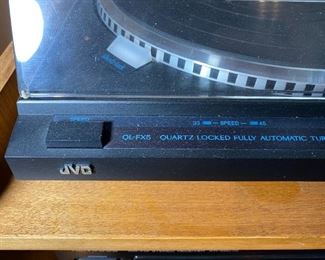 33 SPEED 45
QL-FX5 QUARTZ LOCKED FULLY AUTOMATIC TUR
JVC